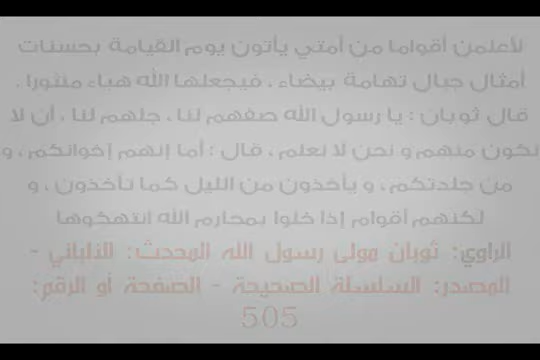 لأعلمن أقواما من أمتي يأتون يوم القيامة بحسنات
أمثال جبال تهامة بيضاء ، فيجعلها الله هباء منثورا .
قال ثوبان : يا رسول الله صفهم لنا ، جلهم لنا ، أن لا
نكون منهم و نحن لا نعلم ، قال : أما إنهم إخوانكم ، و
من جلدتكم ، و يأخذون من الليل كما تأخذون ، و
لكنهم أقوام إذا خلوا بمحارم الله انتهكوها
الراوي: ثوبان مولى رسول الله المحدث: الألباني -
المصدر: السلسلة الصحيحة - الصفحة أو الرقم:
505